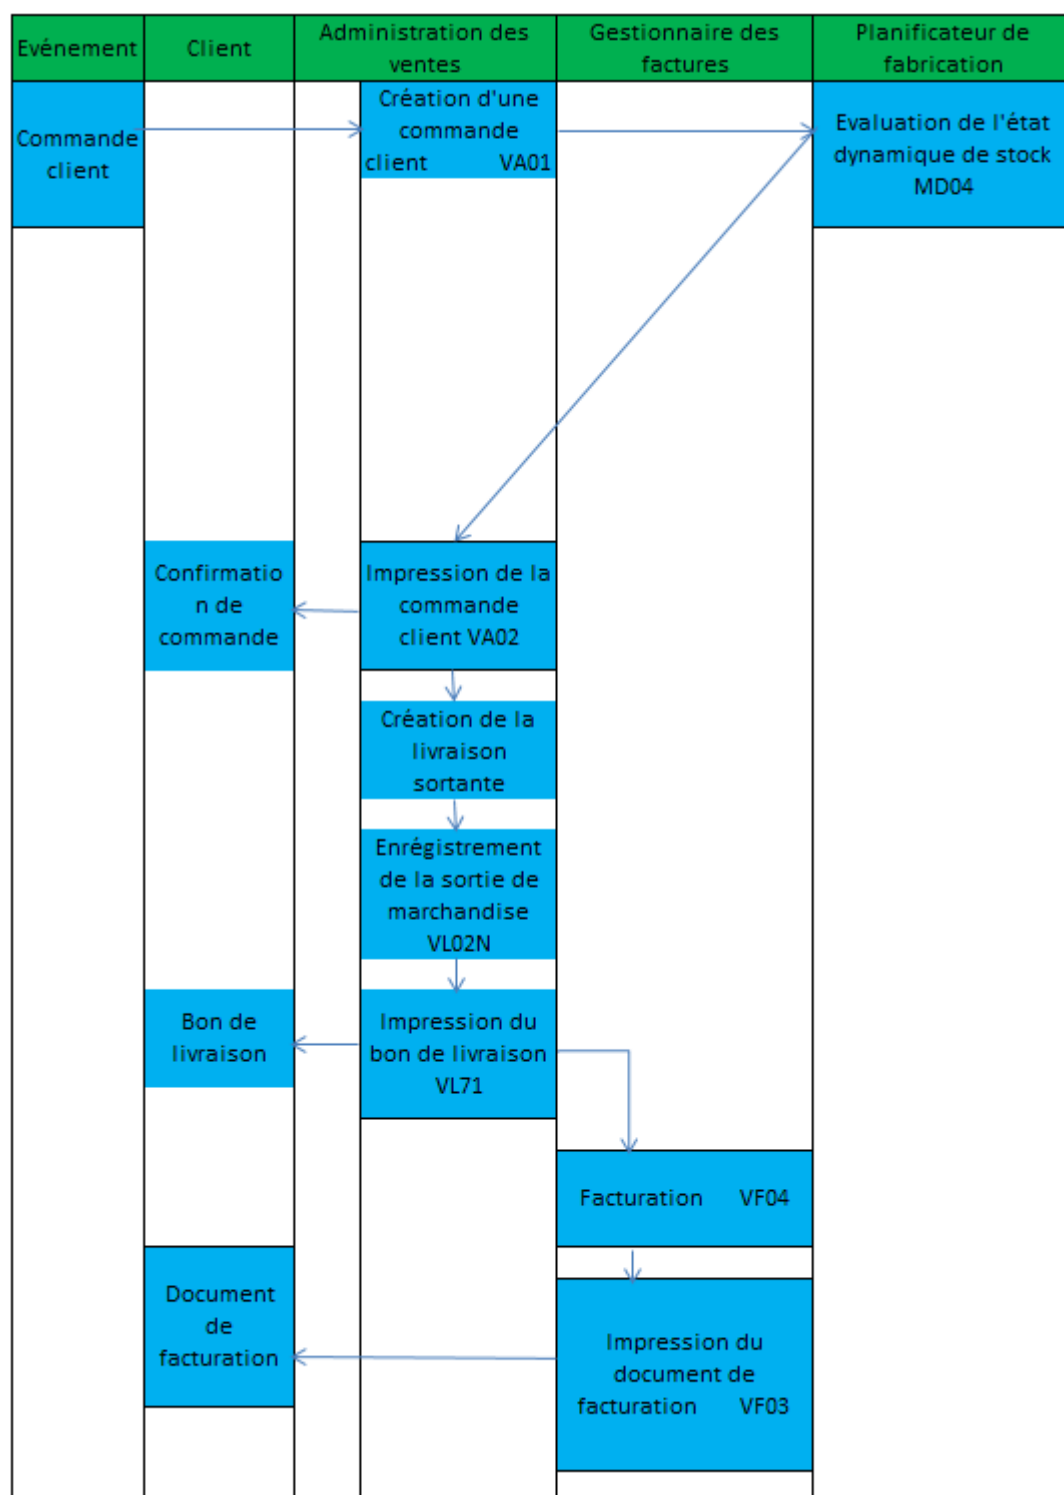 Evénement
Client
Administration des
ventes
Gestionnaire des
factures
Planificateur de
fabrication
Commande
client
Création d'une
commande
client VA01
Evaluation de l'état
dynamique de stock
MD04
Confirmatio
n de
commande
Impression de la
commande
client VA02
Création de la
livraison
sortante
Enrégistrement
de la sortie de
marchandise
VL02N
Bon de
livraison
Impression du
bon de livraison
VL71
Facturation VF04
Document
de
facturation
Impression du
document de
facturation VF03